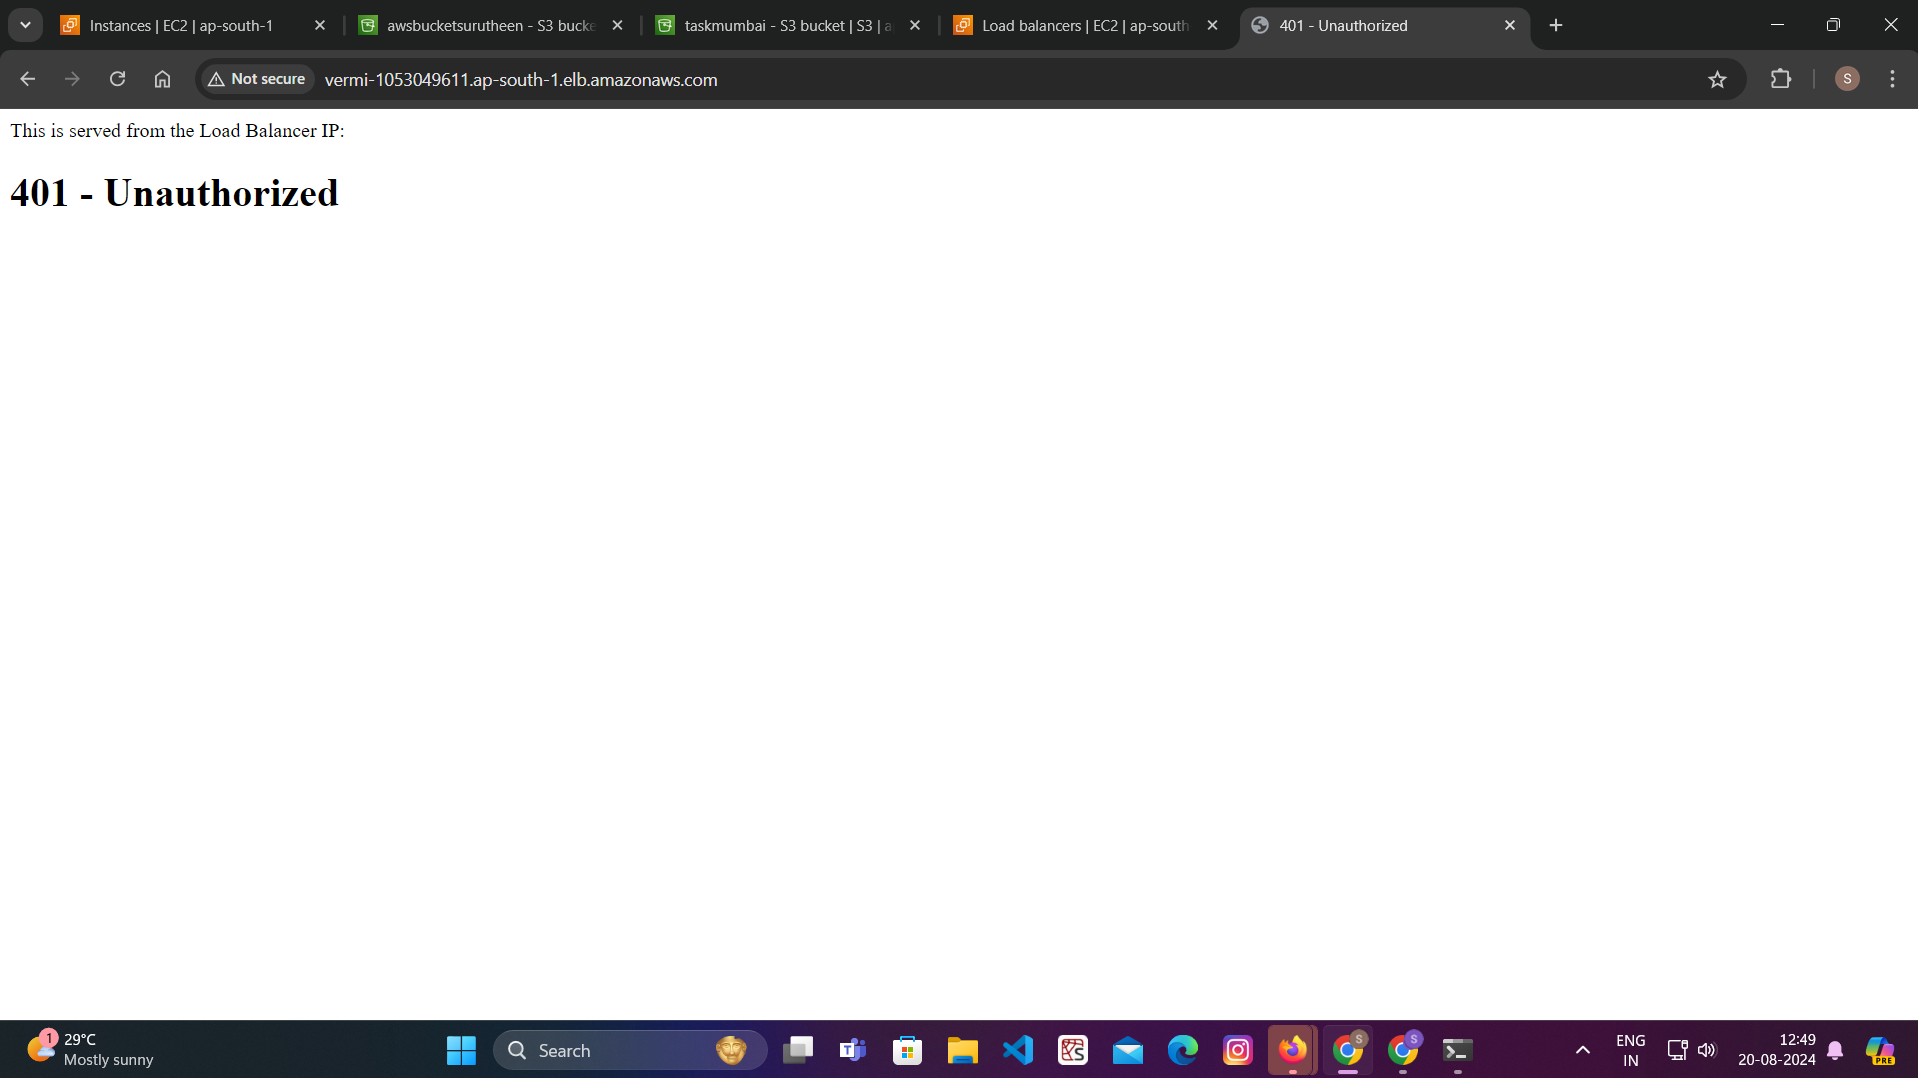 Instances | EC2 | ap-south-1
awsbucketsurutheen - S3 bucke
taskmumbai - S3 bucket | S3 | a
Load balancers | EC2 | ap-south
401 - Unauthorized
Not secure
vermi-1053049611.ap-south-1.elb.amazonaws.com
S
This is served from the Load Balancer IP:
401 - Unauthorized
1
29°C
Mostly sunny
Search
S
S
ENG
IN
12:49
20-08-2024
PRE